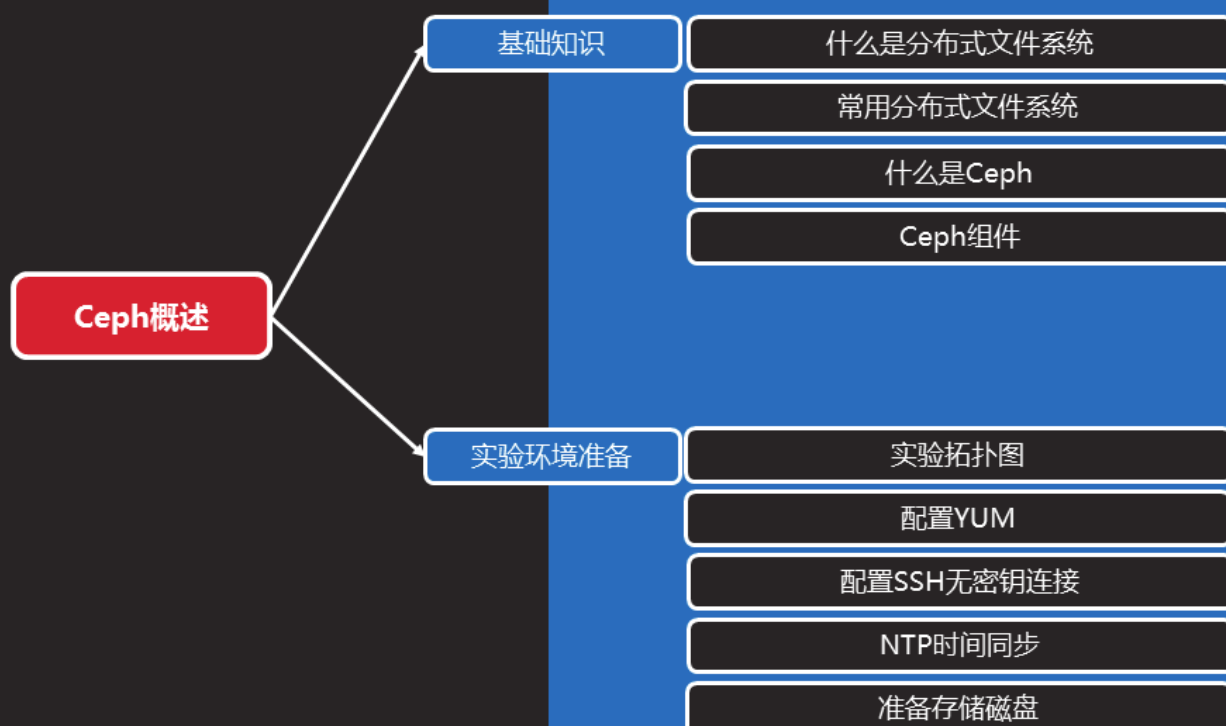 Ceph概述
基础知识
什么是分布式文件系统
常用分布式文件系统
什么是Ceph
Ceph组件
实验环境准备
实验拓扑图
配置YUM
配置SSH无密钥连接
NTP时间同步
准备存储磁盘